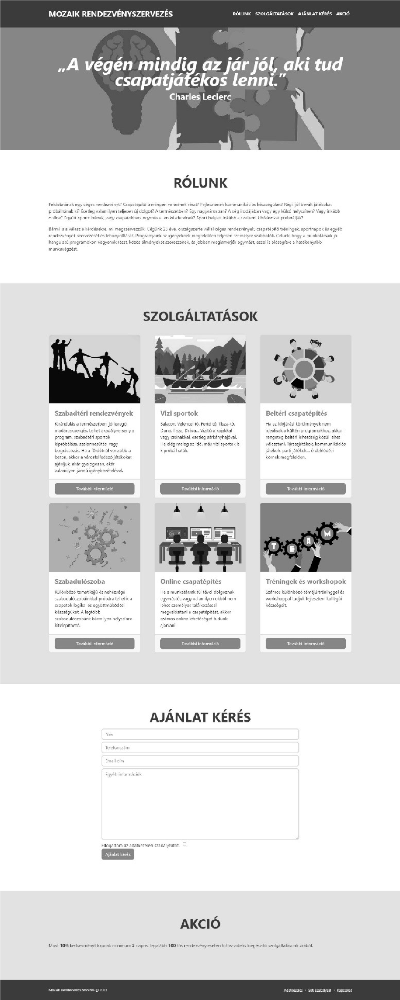 MOZAIK RENDEZVÉNYSZERVEZÉS
RÓLUNK SZOLGÁLTATÁSOK AJÁNLAT KÉRÉS AKCIÓ
„A végén mindig az jár jól, aki tud
csapatjátékos lenni.”
Charles Leclerc
RÓLUNK
Feldobnának egy céges rendezvényt? Csapatépítő tréningen vennének részt? Fejlesztenék kommunikációs készségüket? Régi, jól bevált játékokat
próbálnának ki? Esetleg valamilyen teljesen új dolgot? A természetben? Egy nagyvárosban? A cég irodájában vagy egy külső helyszínen? Vagy inkább
online? Együtt sportolnának, vagy csapatokban, egymás ellen küzdenének? Sport helyett inkább a szellemi kihívásokat preferálják?
Bármi is a válasz a kérdésekre, mi megszervezzük! Cégünk 25 éve, országszerte vállal céges rendezvények, csapatépítő tréningek, sportnapok és egyéb
rendezvények szervezését és lebonyolítását. Programjaink az igényeknek megfelelően teljesen személyre szabhatók. Célunk, hogy a munkatársaik jó
hangulatú programokon vegyenek részt, közös élményeket szerezzenek, és jobban megismerjék egymást, ezzel is elősegítve a hatékonyabb
munkavégzést.
SZOLGÁLTATÁSOK
Szabadtéri rendezvények
Kirándulás a természetben, jó levegő,
madárcsicsergés. Lehet akadályverseny a
program, szabadtéri sportok
kipróbálása, szalonnasütés, vagy
bográcsozás. Ha a földútnál vonzóbb a
beton, akkor a városfelfedező játékokat
ajánljuk, akár gyalogosan, akár
valamilyen jármű igénybevételével.
További információ
Vizi sportok
Balaton, Velencei tó, Fertő tó, Tisza-tó,
Duna, Tisza, Dráva... Vizitúra kajakkal
vagy csónakkal, esetleg sárkányhajóval.
Ha elég meleg az idő, más vízi sportok is
kipróbálhatók.
További információ
Beltéri csapatépítés
Ha az időjárási körülmények nem
ideálisak a kültéri programokhoz, akkor
rengeteg beltéri lehetőség közül lehet
választani. Társasjátékok, kommunikációs
játékok, parti játékok... érdeklődési
körnek megfelelően.
További információ
Szabadulószoba
Különböző tematikájú és nehézségű
szabadulószobáinkkal próbára tehetik a
csapatok logikai és együttműködési
készségüket. A legtöbb
szabadulószobánk bármilyen helyszínre
kitelepíthető.
További információ
Online csapatépítés
Ha a munkatársak túl távol dolgoznak
egymástól, vagy valamilyen okból nem
lehet személyes találkozással
megvalósítani a csapatépítést, akkor
számos online lehetőséget tudunk
ajánlani.
További információ
T E A M
Tréningek és workshopok
Számos különböző témájú tréninggel és
workshoppal tudjuk fejleszteni kollégái
készségeit.
További információ
AJÁNLAT KÉRÉS
Név
Telefonszám
Email cím
Egyéb információk
Elfogadom az adatkezelési szabályzatot.
Ajánlat kérés
AKCIÓ
Most 10% kedvezményt kapnak minimum 2 napos, legalább 100 fős rendezvény esetén fotós-videós kiegészítő szolgáltatásunk árából.
Mozaik Rendezvényszervezés © 2023
Adatkezelés · Süti szabályzat · Kapcsolat